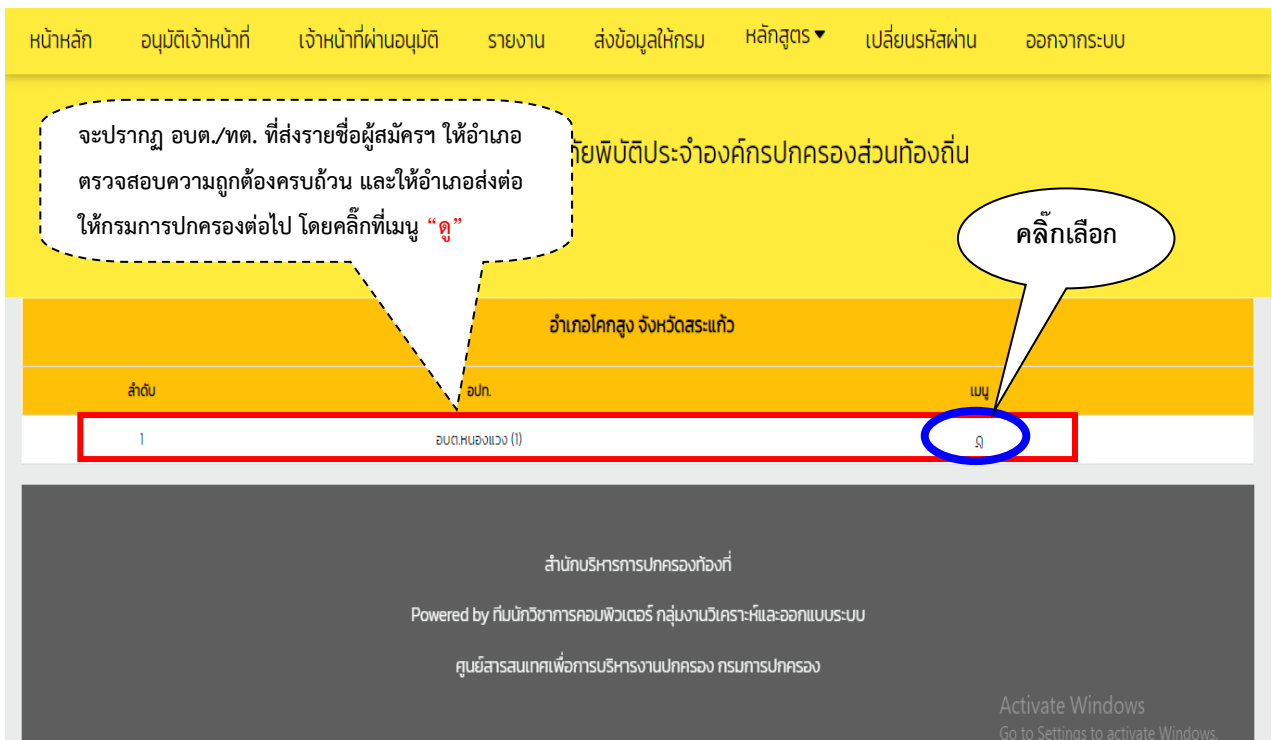 หน้าหลัก อนุมัติเจ้าหน้าที่ เจ้าหน้าที่ผ่านอนุมัติ รายงาน ส่งข้อมูลให้กรม หลักสูตร เปลี่ยนรหัสผ่าน ออกจากระบบ
จะปรากฏ อบต./ทต. ที่ส่งรายชื่อผู้สมัครฯ ให้อำเภอ
ตรวจสอบความถูกต้องครบถ้วน และให้อำเภอส่งต่อ
ให้กรมการปกครองต่อไป โดยคลิ๊กที่เมนู “ดู”
ภัยพิบัติประจำองค์กรปกครองส่วนท้องถิ่น
คลิ๊กเลือก
อำเภอโคกสูง จังหวัดสระแก้ว
ลำดับ อปท. เมนู
1 อบต.หนองแวง (1) ดู
สำนักบริหารการปกครองท้องที่
Powered by ทีมนักวิชาการคอมพิวเตอร์ กลุ่มงานวิเคราะห์และออกแบบระบบ
ศูนย์สารสนเทศเพื่อการบริหารงานปกครอง กรมการปกครอง
Activate Windows
Go to Settings to activate Windows.